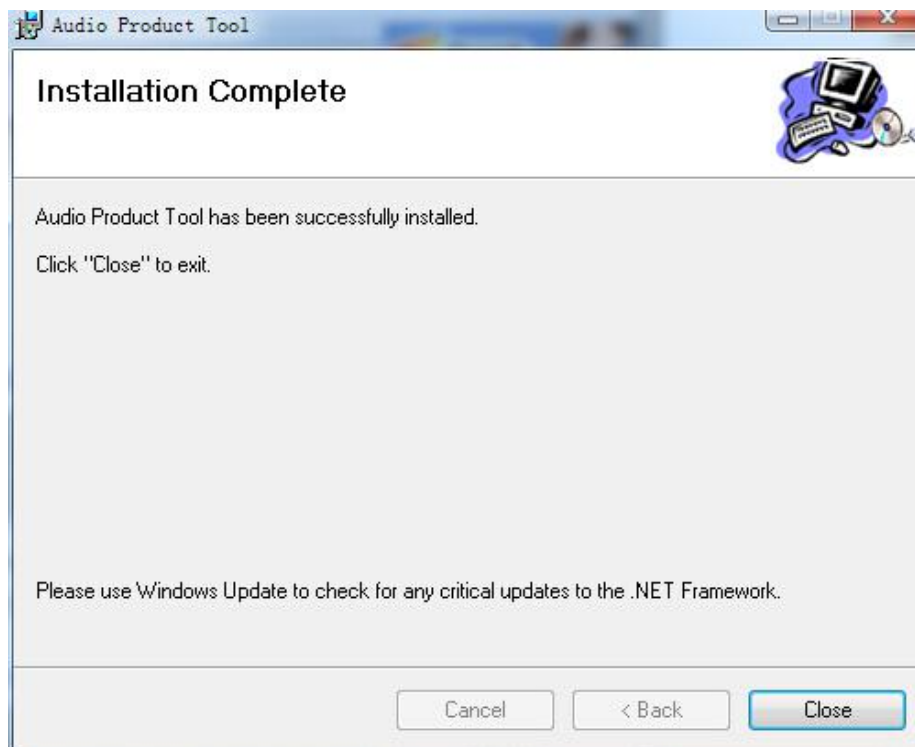 Audio Product Tool
Installation Complete
Audio Product Tool has been successfully installed.
Click "Close" to exit.
Please use Windows Update to check for any critical updates to the .NET Framework.
Cancel
< Back
Close